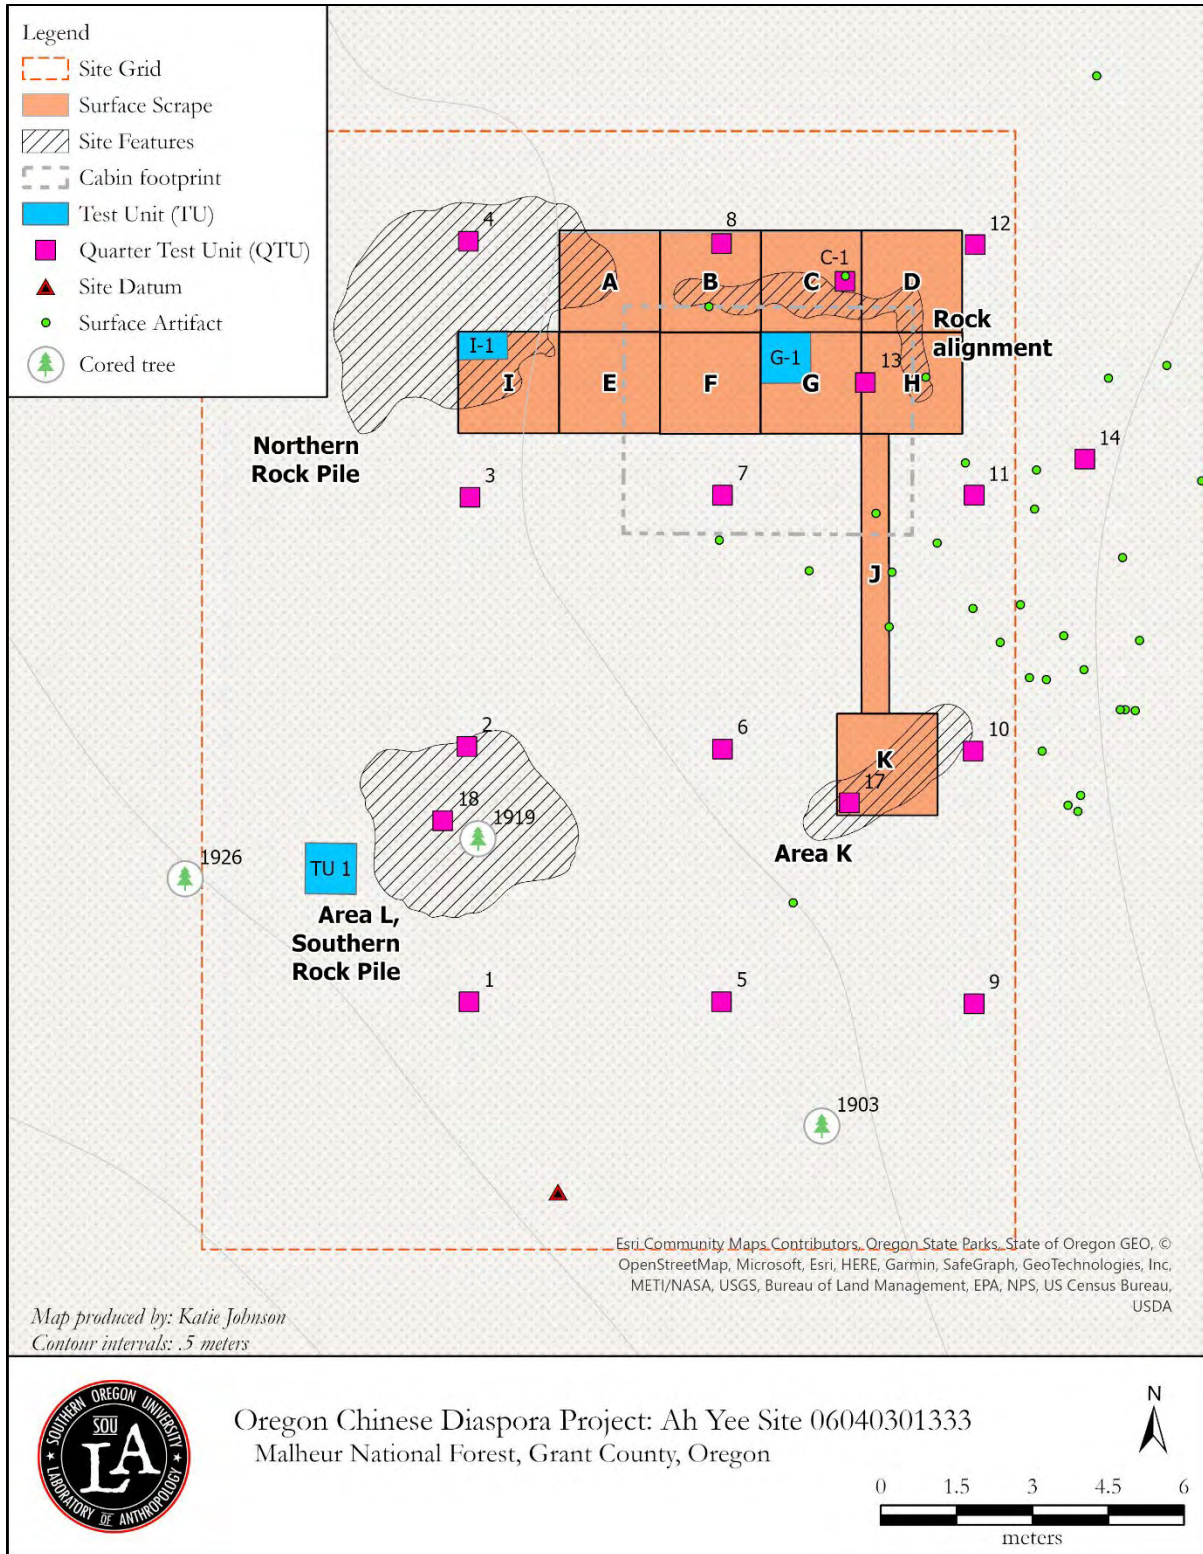 Legend
Site Grid
Surface Scrape
Site Features
Cabin footprint
Test Unit (TU)
Quarter Test Unit (QTU)
Site Datum
Surface Artifact
Cored tree
4
8
12
C-1
A
B
C
D
Rock
alignment
I-1
G-1
13
I
E
F
G
H
Northern
Rock Pile
3
7
11
14
J
2
6
10
K
17
18
1919
Area K
1926
TU 1
Area L,
Southern
Rock Pile
1
5
9
1903
Esri Community Maps Contributors, Oregon State Parks, State of Oregon GEO, ©
OpenStreetMap, Microsoft, Esri, HERE, Garmin, SafeGraph, GeoTechnologies, Inc,
METI/NASA, USGS, Bureau of Land Management, EPA, NPS, US Census Bureau,
USDA
Map produced by: Katie Johnson
Contour intervals: .5 meters
SOUTHERN OREGON UNIVERSITY
SOU
LA
LABORATORY OF ANTHROPOLOGY
Oregon Chinese Diaspora Project: Ah Yee Site 06040301333
Malheur National Forest, Grant County, Oregon
N
0 1.5 3 4.5 6
meters